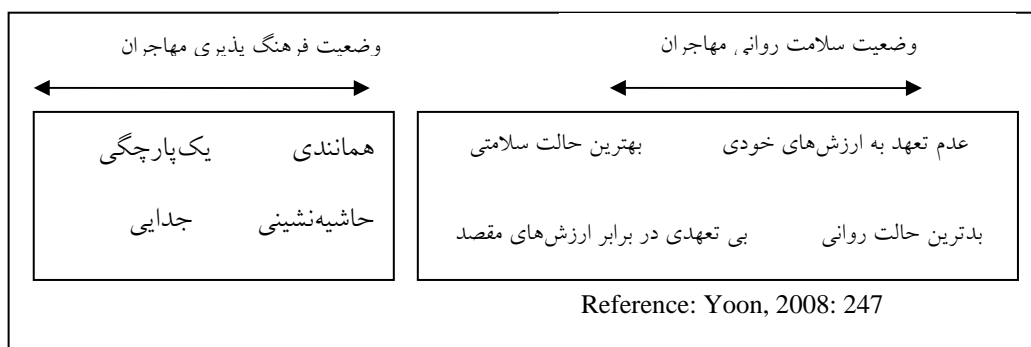 وضعیت سلامت روانی مهاجران
وضعیت فرهنگ پذیری مهاجران
عدم تعهد به ارزش‌های خودی    بهترین حالت سلامتی
بدترین حالت روانی    بی تعهدی در برابر ارزش‌های مقصد
همانندی    یک‌پارچگی
حاشیه‌نشینی    جدایی
Reference: Yoon, 2008: 247